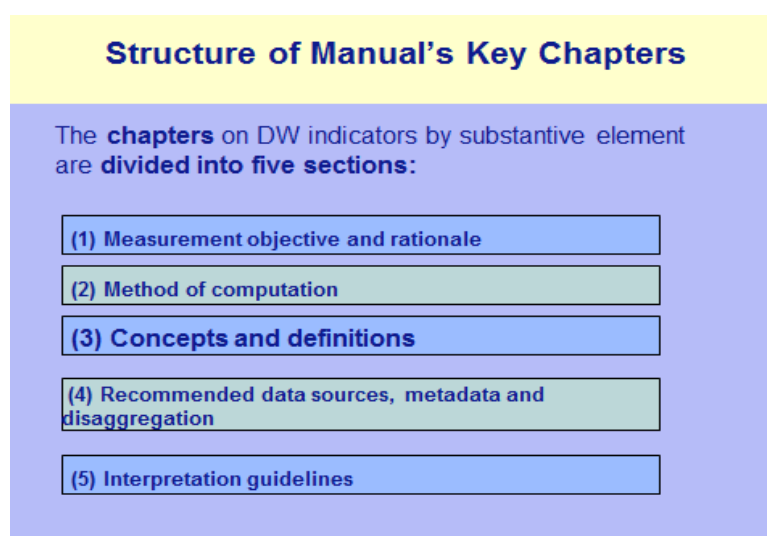 Structure of Manual's Key Chapters
The chapters on DW indicators by substantive element
are divided into five sections:
(1) Measurement objective and rationale
(2) Method of computation
(3) Concepts and definitions
(4) Recommended data sources, metadata and
disaggregation
(5) Interpretation guidelines